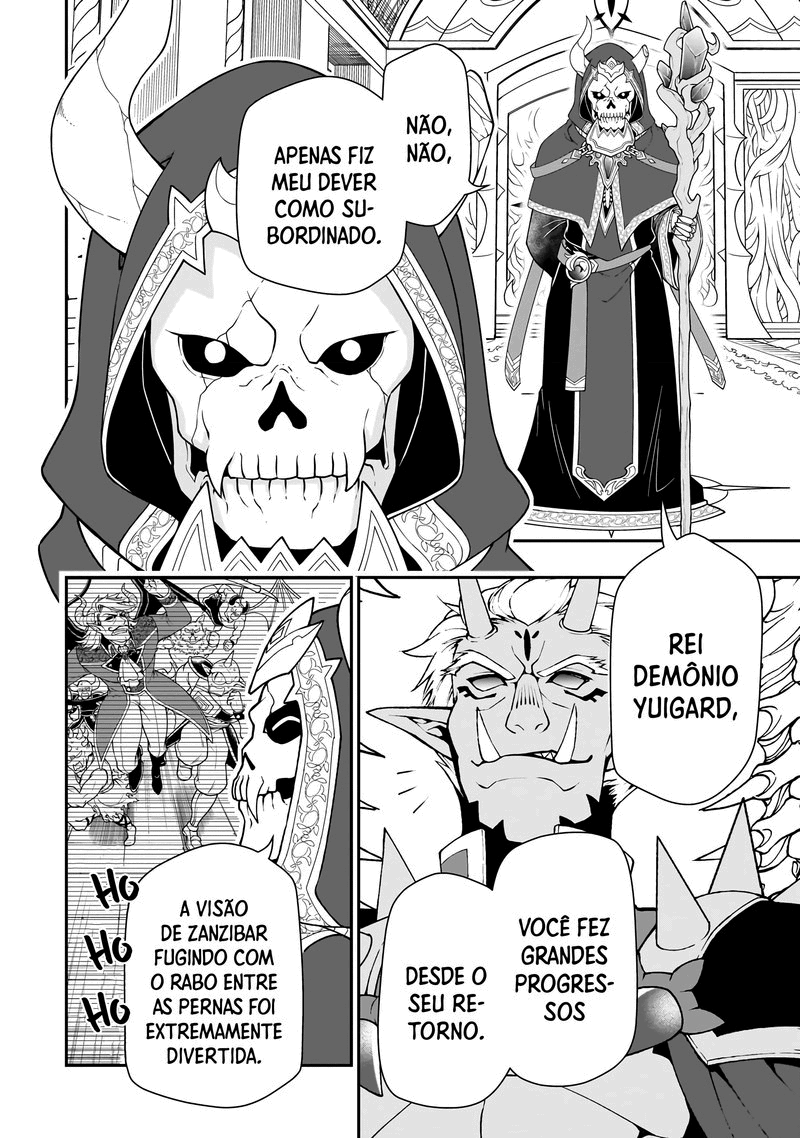 NÃO,
NÃO,
APENAS FIZ
MEU DEVER
COMO SU-
BORDINADO.
REI
DEMÔNIO
YUIGARD,
VOCÊ FEZ
GRANDES
PROGRES-
SOS
DESDE O
SEU RE-
TORNO.
A VISÃO
DE ZANZIBAR
FUGINDO COM
O RABO ENTRE
AS PERNAS FOI
EXTREMAMENTE
DIVERTIDA.
HO
HO
HO